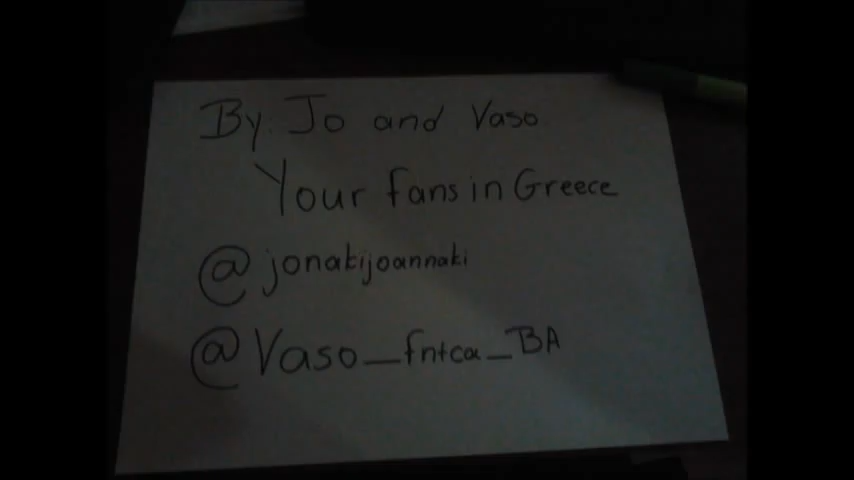 By Jo and Vaso
Your fans in Greece
@jonakijoannaki
@Vaso_fntca_BA